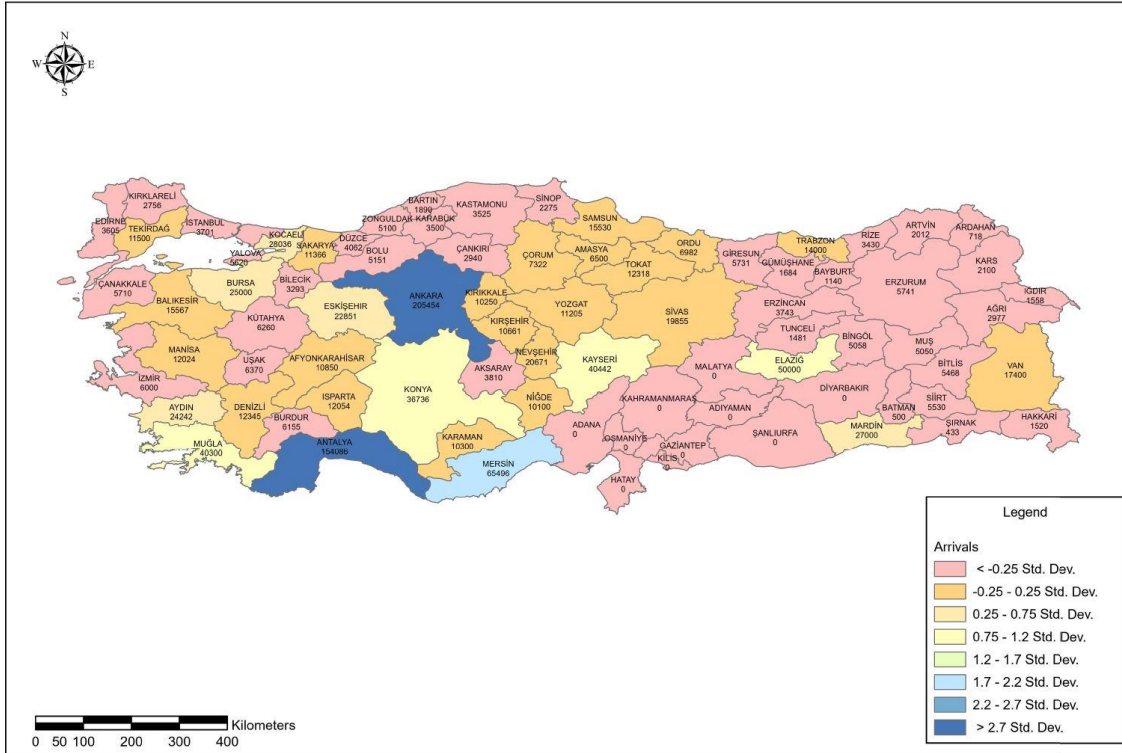 N
W E
S
KIRKLARELİ
2756
EDİRNE
3605
TEKİRDAĞ
11500
İSTANBUL
3701
KOCAELİ
28036
YALOVA
5620
SAKARYA
11366
DÜZCE
4062
ZONGULDAK
5100
BARTIN
1890
KARABÜK
3500
KASTAMONU
3525
SİNOP
2275
BOLU
5151
ÇANKIRI
2940
SAMSUN
15530
ORDU
6982
AMASYA
6500
ÇORUM
7322
TOKAT
12318
GİRESUN
5731
TRABZON
14000
GÜMÜŞHANE
1684
BAYBURT
1140
RİZE
3430
ARTVİN
2012
ARDAHAN
718
KARS
2100
IĞDIR
1558
ERZURUM
5741
AĞRI
2977
ÇANAKKALE
5710
BALIKESİR
15567
BURSA
25000
BİLECİK
3293
ESKİŞEHİR
22851
KÜTAHYA
6260
ANKARA
205454
KIRIKKALE
10250
KIRŞEHİR
10661
YOZGAT
11205
SİVAS
19855
ERZİNCAN
3743
TUNCELİ
1481
BİNGÖL
5058
MUŞ
5050
BİTLİS
5468
VAN
17400
MANİSA
12024
UŞAK
6370
AFYONKARAHİSAR
10850
İZMİR
6000
AYDIN
24242
DENİZLİ
12345
ISPARTA
12054
BURDUR
6155
MUĞLA
40300
ANTALYA
154086
KONYA
36736
AKSARAY
3810
NEVŞEHİR
20671
KAYSERİ
40442
NİĞDE
10100
KARAMAN
10300
MERSİN
65496
MALATYA
0
ELAZIĞ
50000
KAHRAMANMARAŞ
0
ADIYAMAN
0
ADANA
0
OSMANİYE
0
GAZİANTEP
0
KİLİS
0
HATAY
0
ŞANLIURFA
0
DİYARBAKIR
0
BATMAN
500
SİİRT
5530
MARDİN
27000
ŞIRNAK
433
HAKKARİ
1520
Legend
Arrivals
< -0.25 Std. Dev.
-0.25 - 0.25 Std. Dev.
0.25 - 0.75 Std. Dev.
0.75 - 1.2 Std. Dev.
1.2 - 1.7 Std. Dev.
1.7 - 2.2 Std. Dev.
2.2 - 2.7 Std. Dev.
> 2.7 Std. Dev.
Kilometers
0 50 100 200 300 400